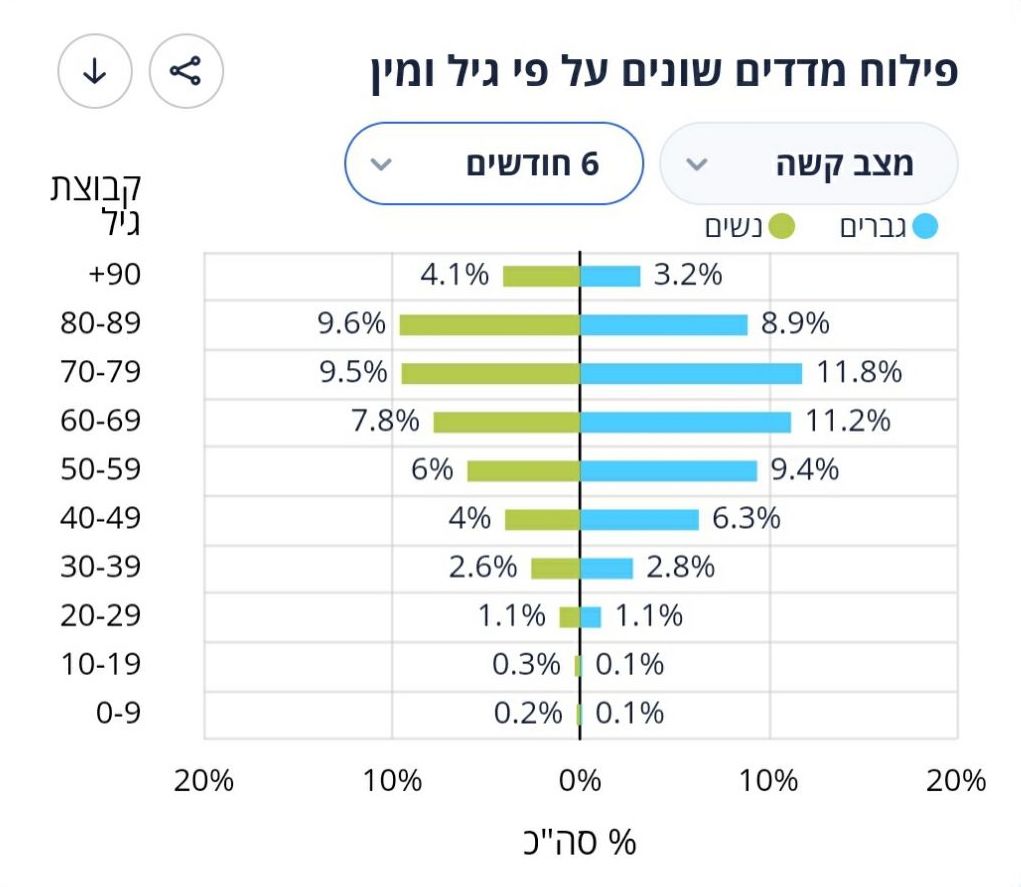 פילוח מדדים שונים על פי גיל ומין
מצב קשה
6 חודשים
גברים
נשים
קבוצת
גיל
+90 4.1% 3.2%
80-89 9.6% 8.9%
70-79 9.5% 11.8%
60-69 7.8% 11.2%
50-59 6% 9.4%
40-49 4% 6.3%
30-39 2.6% 2.8%
20-29 1.1% 1.1%
10-19 0.3% 0.1%
0-9 0.2% 0.1%
20% 10% 0% 10% 20%
% סה"כ